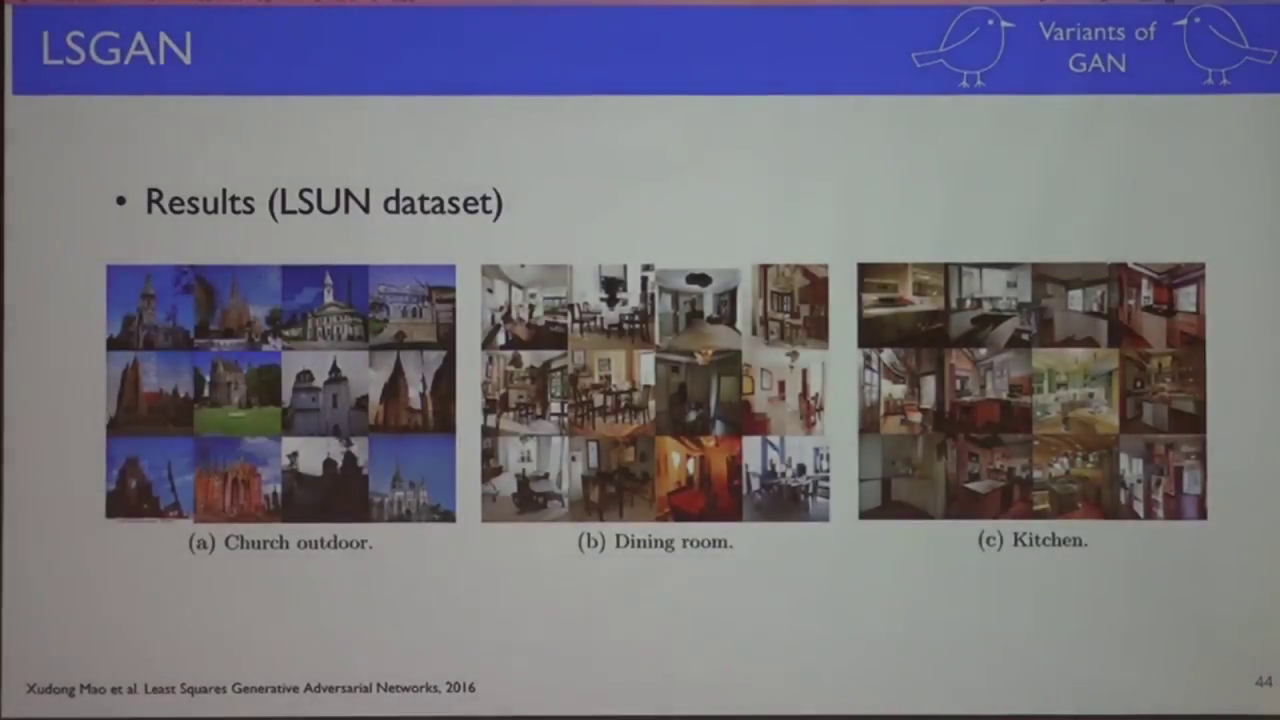 LSGAN
Variants of
GAN
• Results (LSUN dataset)
(a) Church outdoor.
(b) Dining room.
(c) Kitchen.
Xudong Mao et al. Least Squares Generative Adversarial Networks, 2016
44